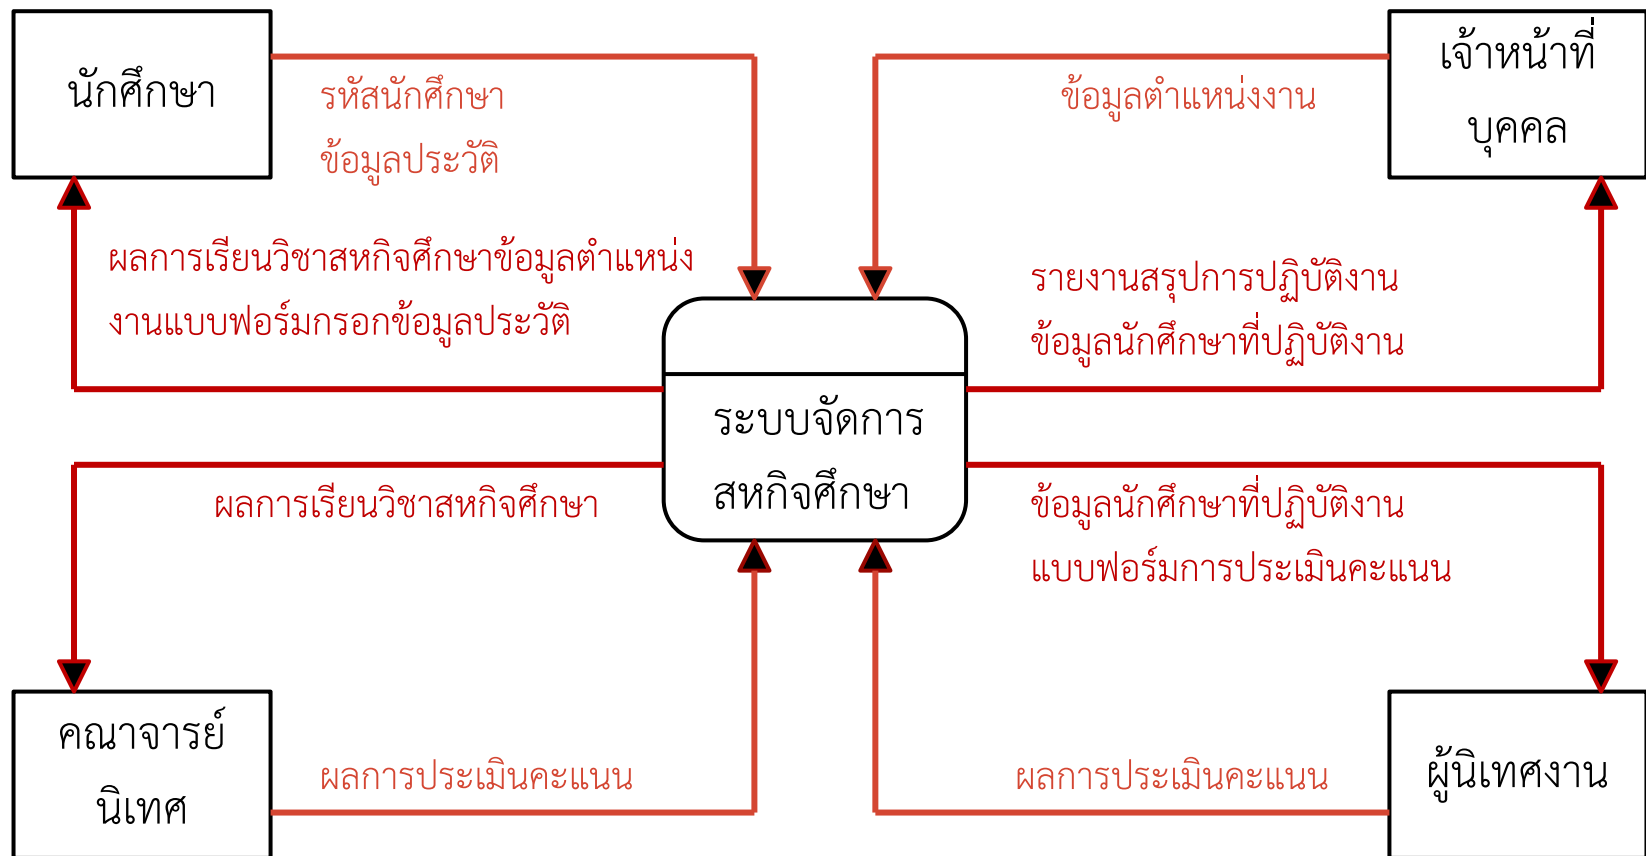 นักศึกษา
รหัสนักศึกษา
ข้อมูลประวัติ
ข้อมูลตำแหน่งงาน
เจ้าหน้าที่
บุคคล
ผลการเรียนวิชาสหกิจศึกษาข้อมูลตำแหน่ง
งานแบบฟอร์มกรอกข้อมูลประวัติ
รายงานสรุปการปฏิบัติงาน
ข้อมูลนักศึกษาที่ปฏิบัติงาน
ระบบจัดการ
สหกิจศึกษา
ผลการเรียนวิชาสหกิจศึกษา
ข้อมูลนักศึกษาที่ปฏิบัติงาน
แบบฟอร์มการประเมินคะแนน
คณาจารย์
นิเทศ
ผลการประเมินคะแนน
ผลการประเมินคะแนน
ผู้นิเทศงาน